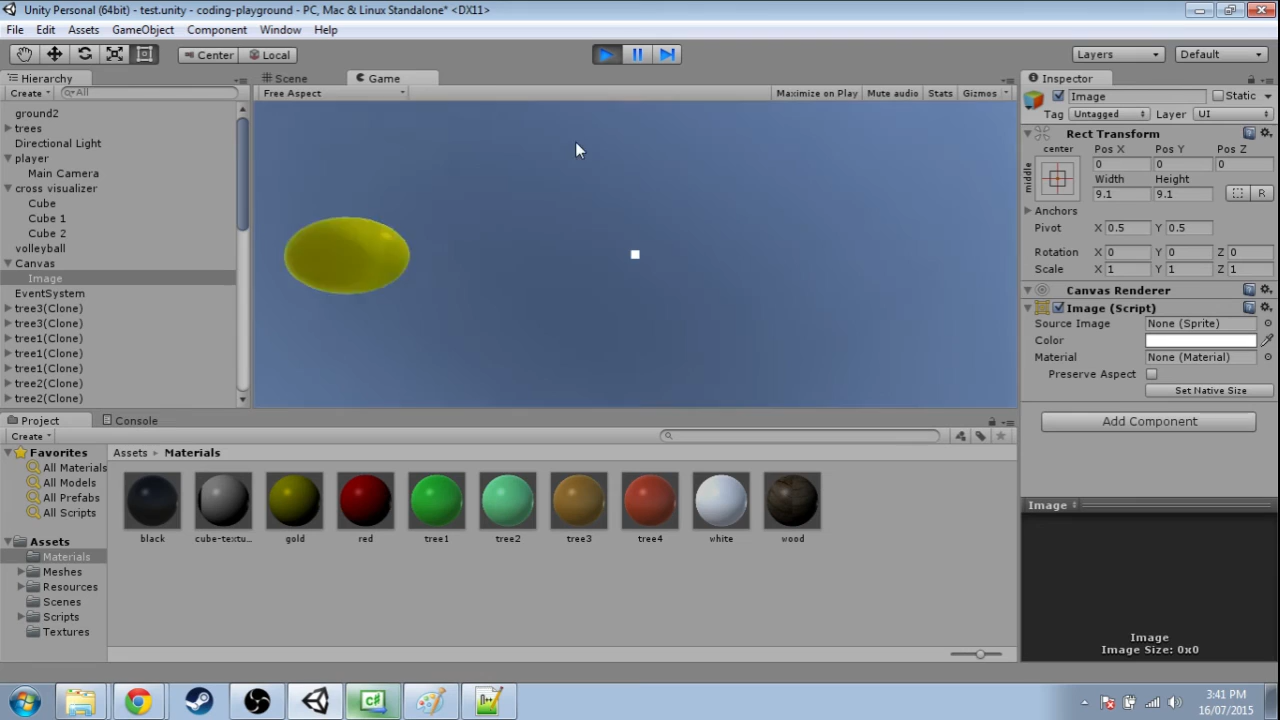 Unity Personal (64bit) - test.unity - coding-playground - PC, Mac & Linux Standalone* <DX11>
File Edit Assets GameObject Component Window Help
Center Local Layers Default
Hierarchy
Create All
ground2
trees
Directional Light
player
Main Camera
cross visualizer
Cube
Cube 1
Cube 2
volleyball
Canvas
Image
EventSystem
tree3(Clone)
tree3(Clone)
tree1(Clone)
tree1(Clone)
tree1(Clone)
tree2(Clone)
tree2(Clone)
Scene Game
Free Aspect Maximize on Play Mute audio Stats Gizmos
Inspector
Image Static
Tag Untagged Layer UI
Rect Transform
center Pos X Pos Y Pos Z
middle 0 0 0
Width Height
9.1 9.1 R
Anchors
Pivot X 0.5 Y 0.5
Rotation X 0 Y 0 Z 0
Scale X 1 Y 1 Z 1
Canvas Renderer
Image (Script)
Source Image None (Sprite)
Color
Material None (Material)
Preserve Aspect
Set Native Size
Add Component
Image
Image
Image Size: 0x0
Project Console
Create
Favorites
All Materials
All Models
All Prefabs
All Scripts
Assets
Materials
Meshes
Resources
Scenes
Scripts
Textures
Assets Materials
black cube-textu... gold red tree1 tree2 tree3 tree4 white wood
C#
3:41 PM
16/07/2015